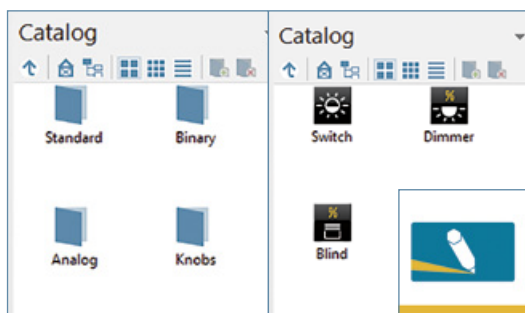 Catalog
Standard Binary
Analog Knobs
Catalog
% 
Switch Dimmer
%
Blind